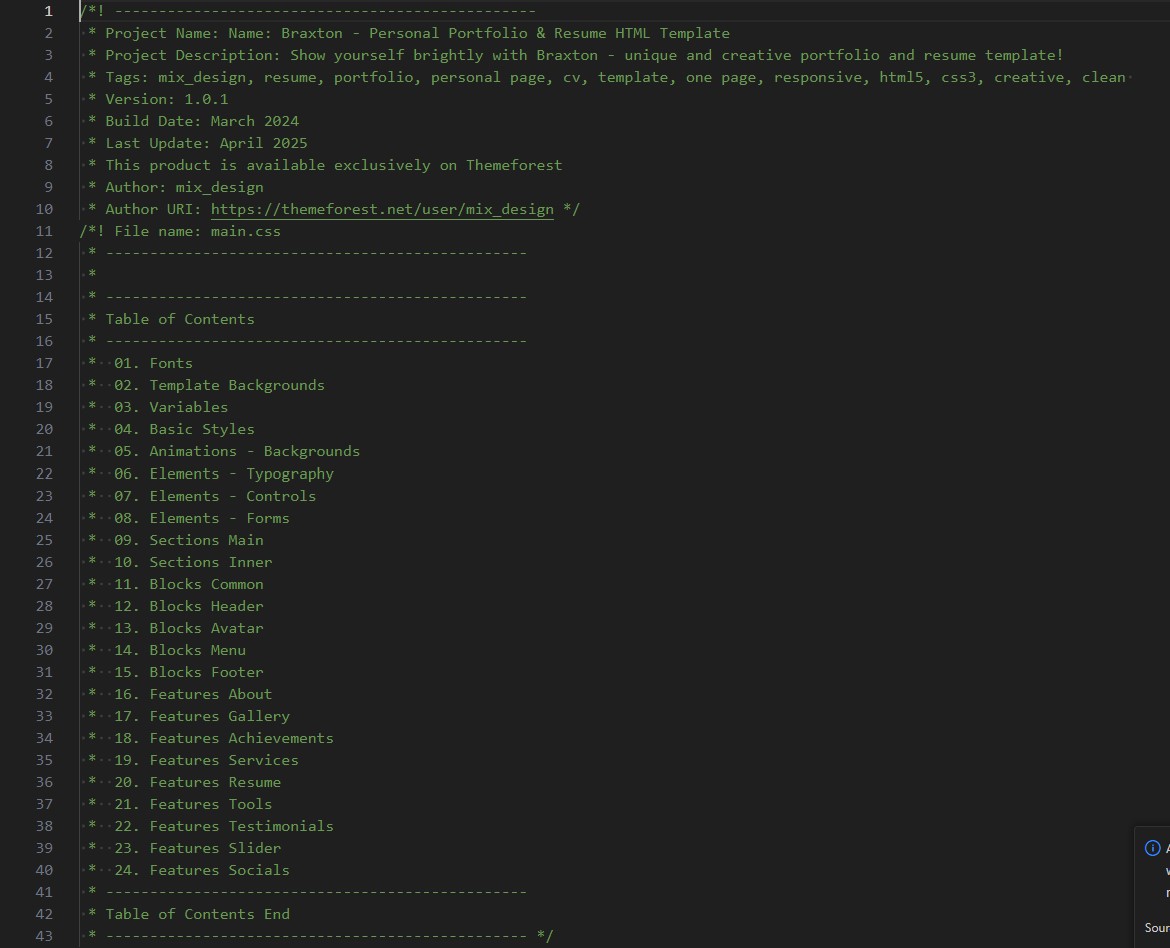 1 /*! ------------------------------------------------
2 * Project Name: Name: Braxton - Personal Portfolio & Resume HTML Template
3 * Project Description: Show yourself brightly with Braxton - unique and creative portfolio and resume template!
4 * Tags: mix_design, resume, portfolio, personal page, cv, template, one page, responsive, html5, css3, creative, clean
5 * Version: 1.0.1
6 * Build Date: March 2024
7 * Last Update: April 2025
8 * This product is available exclusively on Themeforest
9 * Author: mix_design
10 * Author URI: https://themeforest.net/user/mix_design */
11 /*! File name: main.css
12 * ------------------------------------------------
13 *
14 * ------------------------------------------------
15 * Table of Contents
16 * ------------------------------------------------
17 *  01. Fonts
18 *  02. Template Backgrounds
19 *  03. Variables
20 *  04. Basic Styles
21 *  05. Animations - Backgrounds
22 *  06. Elements - Typography
23 *  07. Elements - Controls
24 *  08. Elements - Forms
25 *  09. Sections Main
26 *  10. Sections Inner
27 *  11. Blocks Common
28 *  12. Blocks Header
29 *  13. Blocks Avatar
30 *  14. Blocks Menu
31 *  15. Blocks Footer
32 *  16. Features About
33 *  17. Features Gallery
34 *  18. Features Achievements
35 *  19. Features Services
36 *  20. Features Resume
37 *  21. Features Tools
38 *  22. Features Testimonials
39 *  23. Features Slider
40 *  24. Features Socials
41 * ------------------------------------------------
42 * Table of Contents End
43 * ------------------------------------------------ */